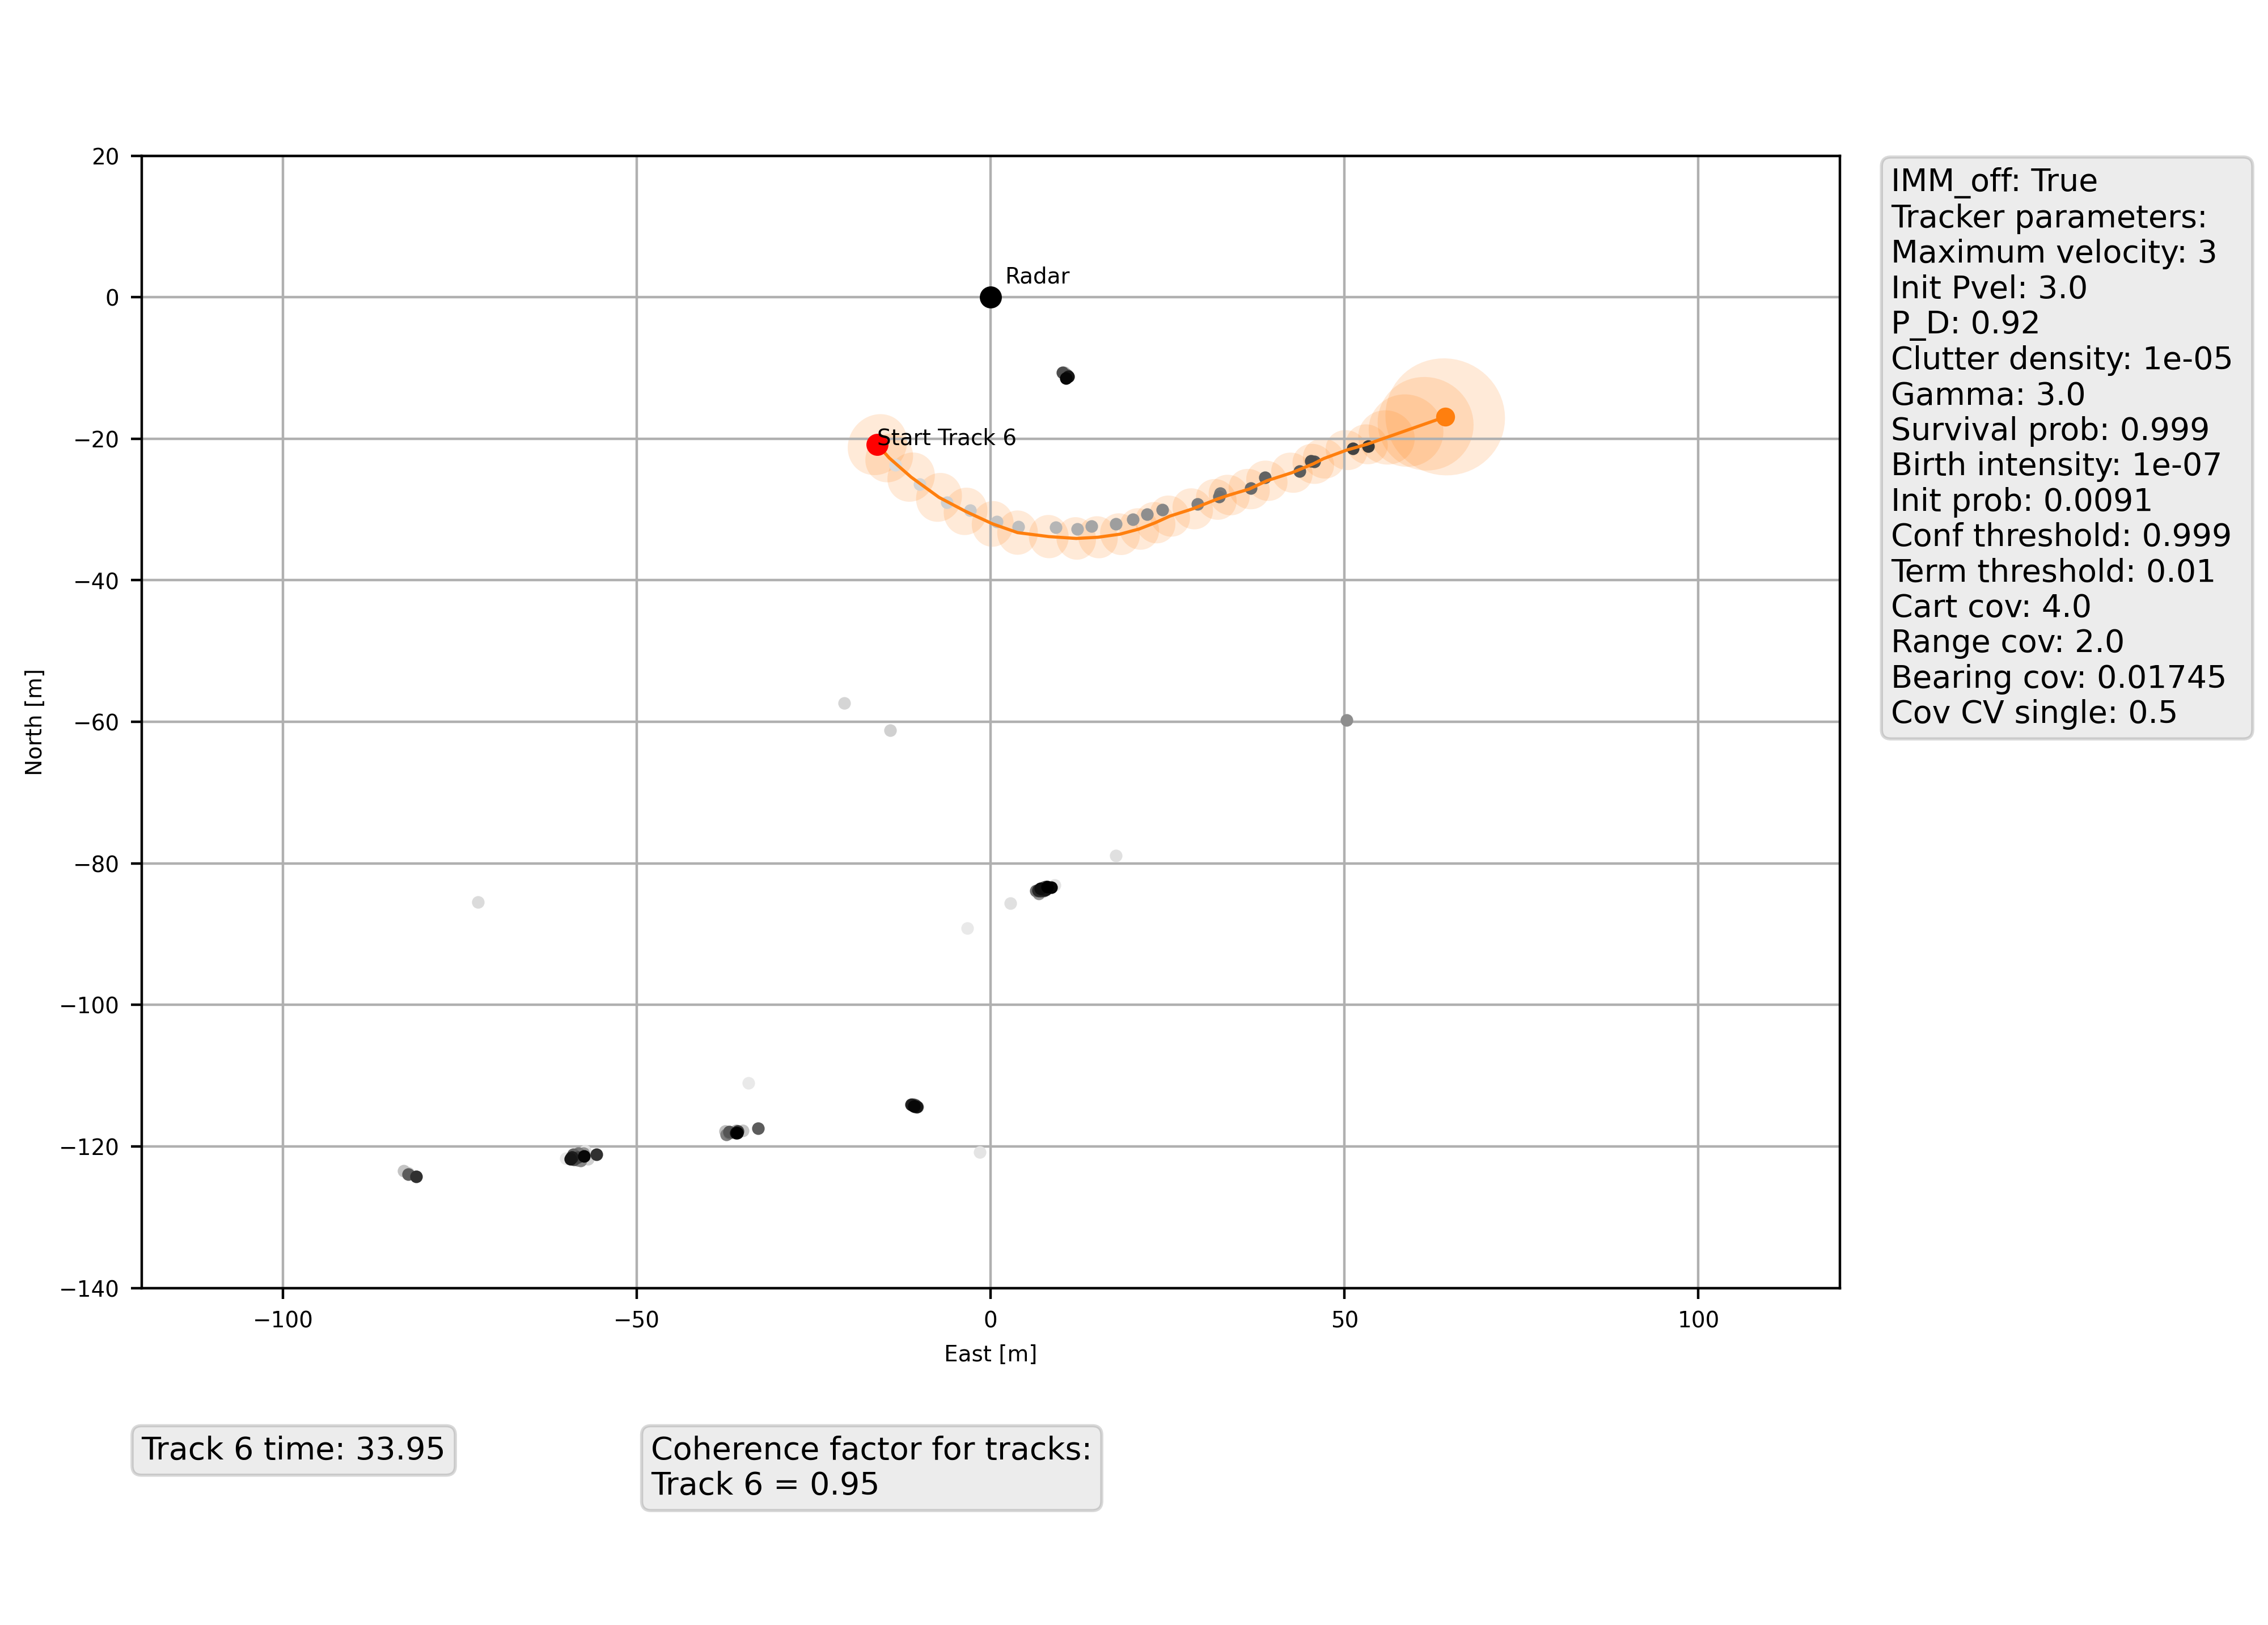 20
0
−20
−40
−60
−80
−100
−120
−140
North [m]
−100
−50
0
50
100
East [m]
Radar
Start Track 6
IMM_off: True
Tracker parameters:
Maximum velocity: 3
Init Pvel: 3.0
P_D: 0.92
Clutter density: 1e-05
Gamma: 3.0
Survival prob: 0.999
Birth intensity: 1e-07
Init prob: 0.0091
Conf threshold: 0.999
Term threshold: 0.01
Cart cov: 4.0
Range cov: 2.0
Bearing cov: 0.01745
Cov CV single: 0.5
Track 6 time: 33.95
Coherence factor for tracks:
Track 6 = 0.95